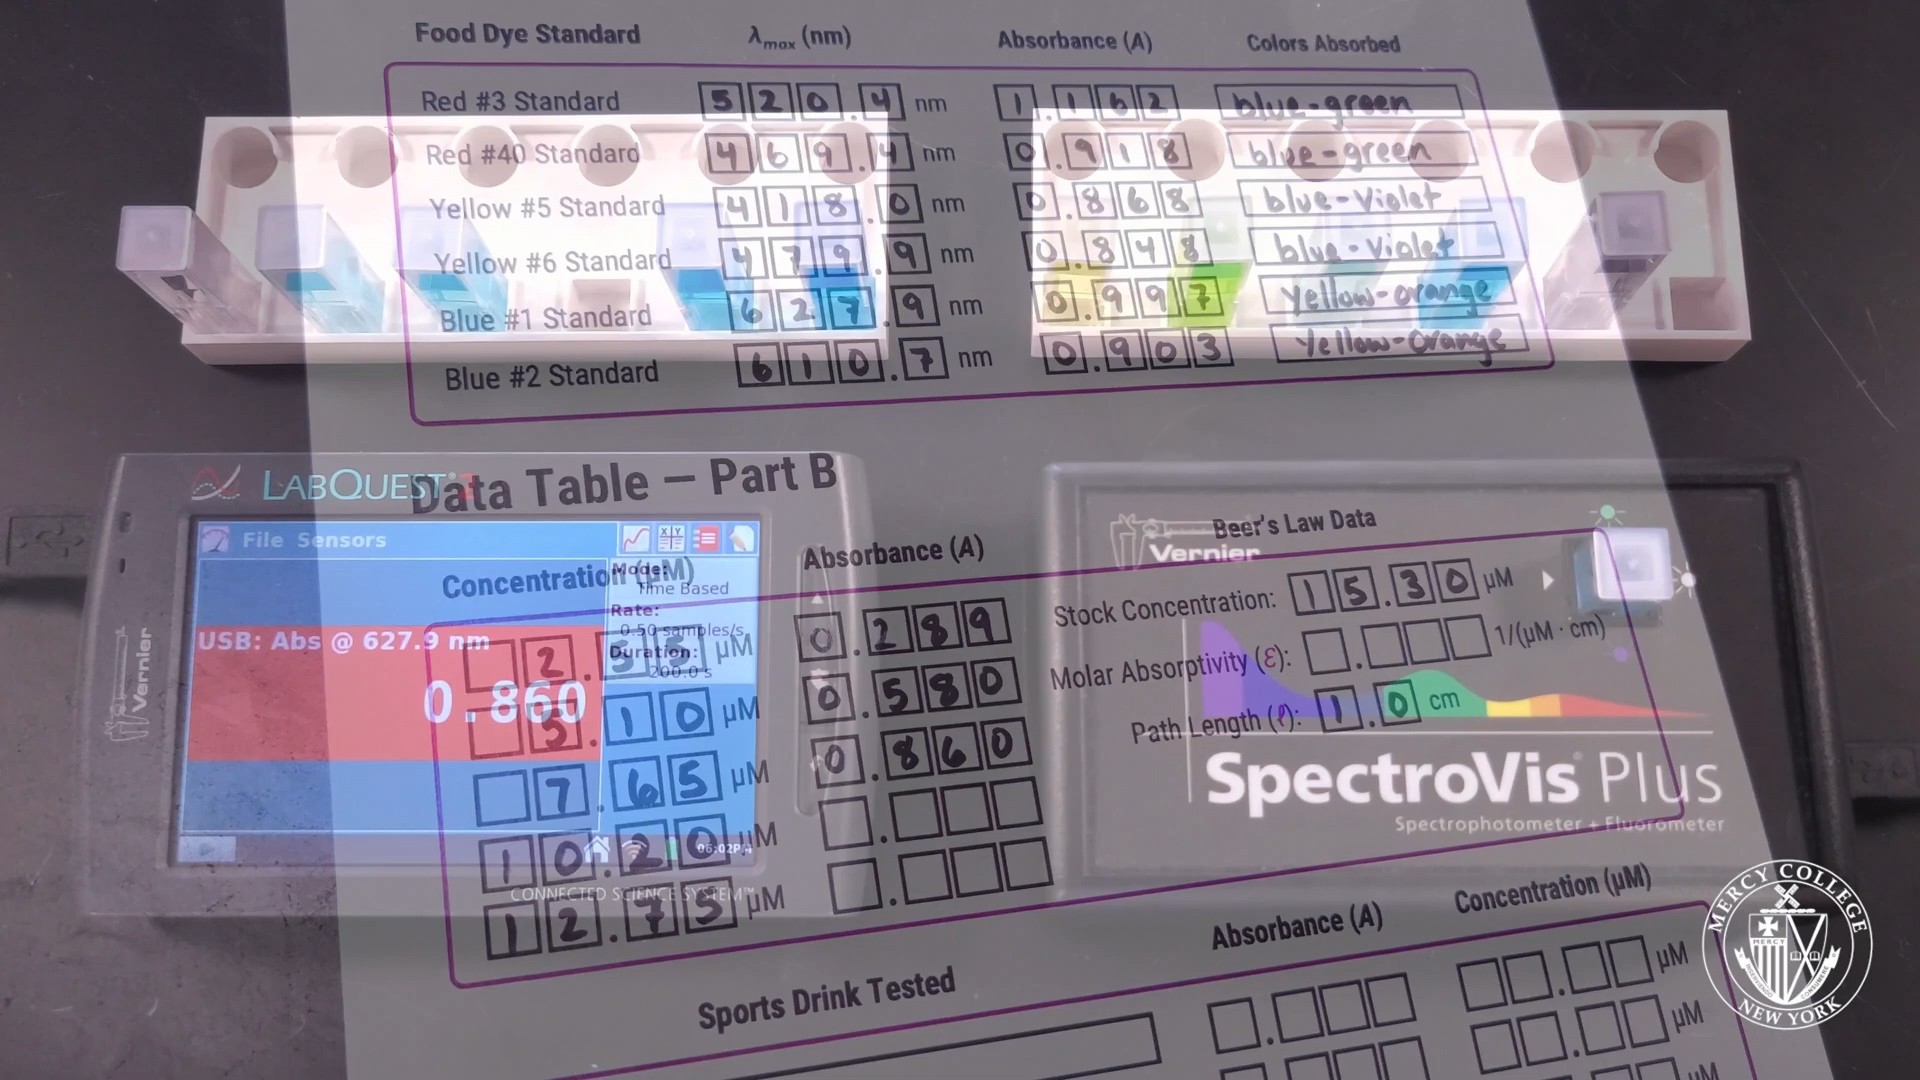 Food Dye Standard λmax (nm) Absorbance (A) Colors Absorbed
Red #3 Standard 520.4 nm 1.162 blue-green
Red #40 Standard 469.4 nm 0.918 blue-green
Yellow #5 Standard 418.0 nm 0.868 blue-violet
Yellow #6 Standard 479.9 nm 0.848 blue-violet
Blue #1 Standard 627.9 nm 0.997 yellow-orange
Blue #2 Standard 610.7 nm 0.903 yellow-orange
LABQUEST 2
Data Table – Part B
File Sensors
Mode:
Time Based
Rate:
0.50 samples/s
Duration:
200.0 s
USB: Abs @ 627.9 nm
0.860
06:02PM
Vernier
CONNECTED SCIENCE SYSTEM™
Concentration (μM) Absorbance (A)
2.55 μM 0.289
5.10 μM 0.580
7.65 μM 0.860
10.20 μM .
12.75 μM .
Beer's Law Data
Stock Concentration: 15.30 μM
Molar Absorptivity (ε): . 1/(μM · cm)
Path Length (ℓ): 1.0 cm
Vernier
SpectroVis Plus
Spectrophotometer + Fluorometer
Sports Drink Tested Absorbance (A) Concentration (μM)
. . μM
. . μM
μM
MERCY COLLEGE
MERCY
NEW YORK